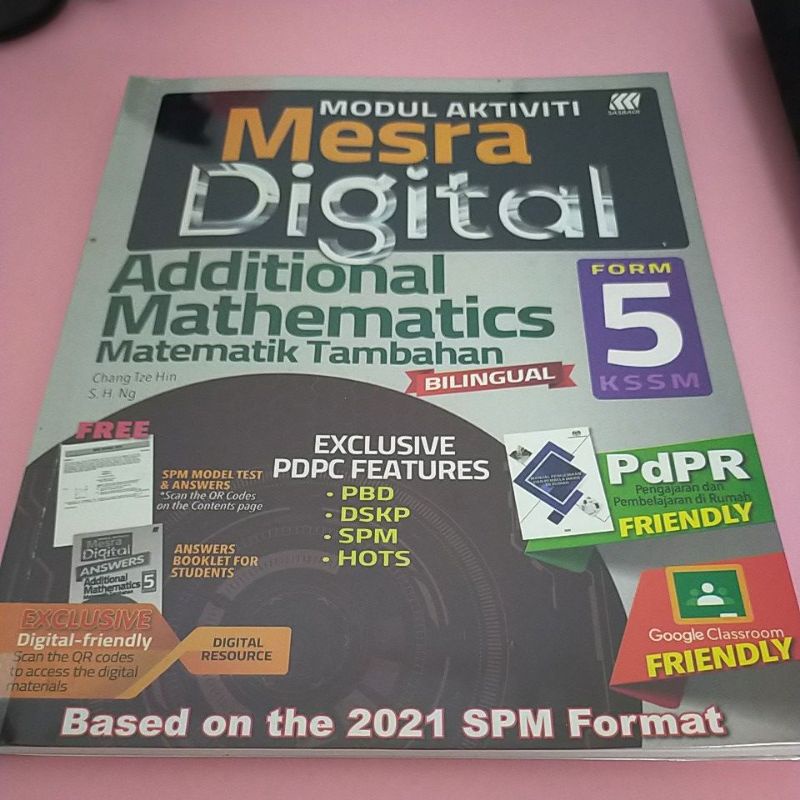 MODUL AKTIVITI
SASBADI
Mesra
Digital
Additional
Mathematics
Matematik Tambahan
FORM
5
KSSM
Chang Tze Hin
S. H. Ng
BILINGUAL
FREE
SPM MODEL TEST
& ANSWERS
*Scan the QR Codes
on the Contents page
Mesra
Digital
ANSWERS
Additional
Mathematics 5
ANSWERS
BOOKLET FOR
STUDENTS
EXCLUSIVE
PDPC FEATURES
• PBD
• DSKP
• SPM
• HOTS
PdPR
Pengajaran dan
Pembelajaran di Rumah
FRIENDLY
Google Classroom
FRIENDLY
EXCLUSIVE
Digital-friendly
Scan the QR codes
to access the digital
materials
DIGITAL
RESOURCE
Based on the 2021 SPM Format